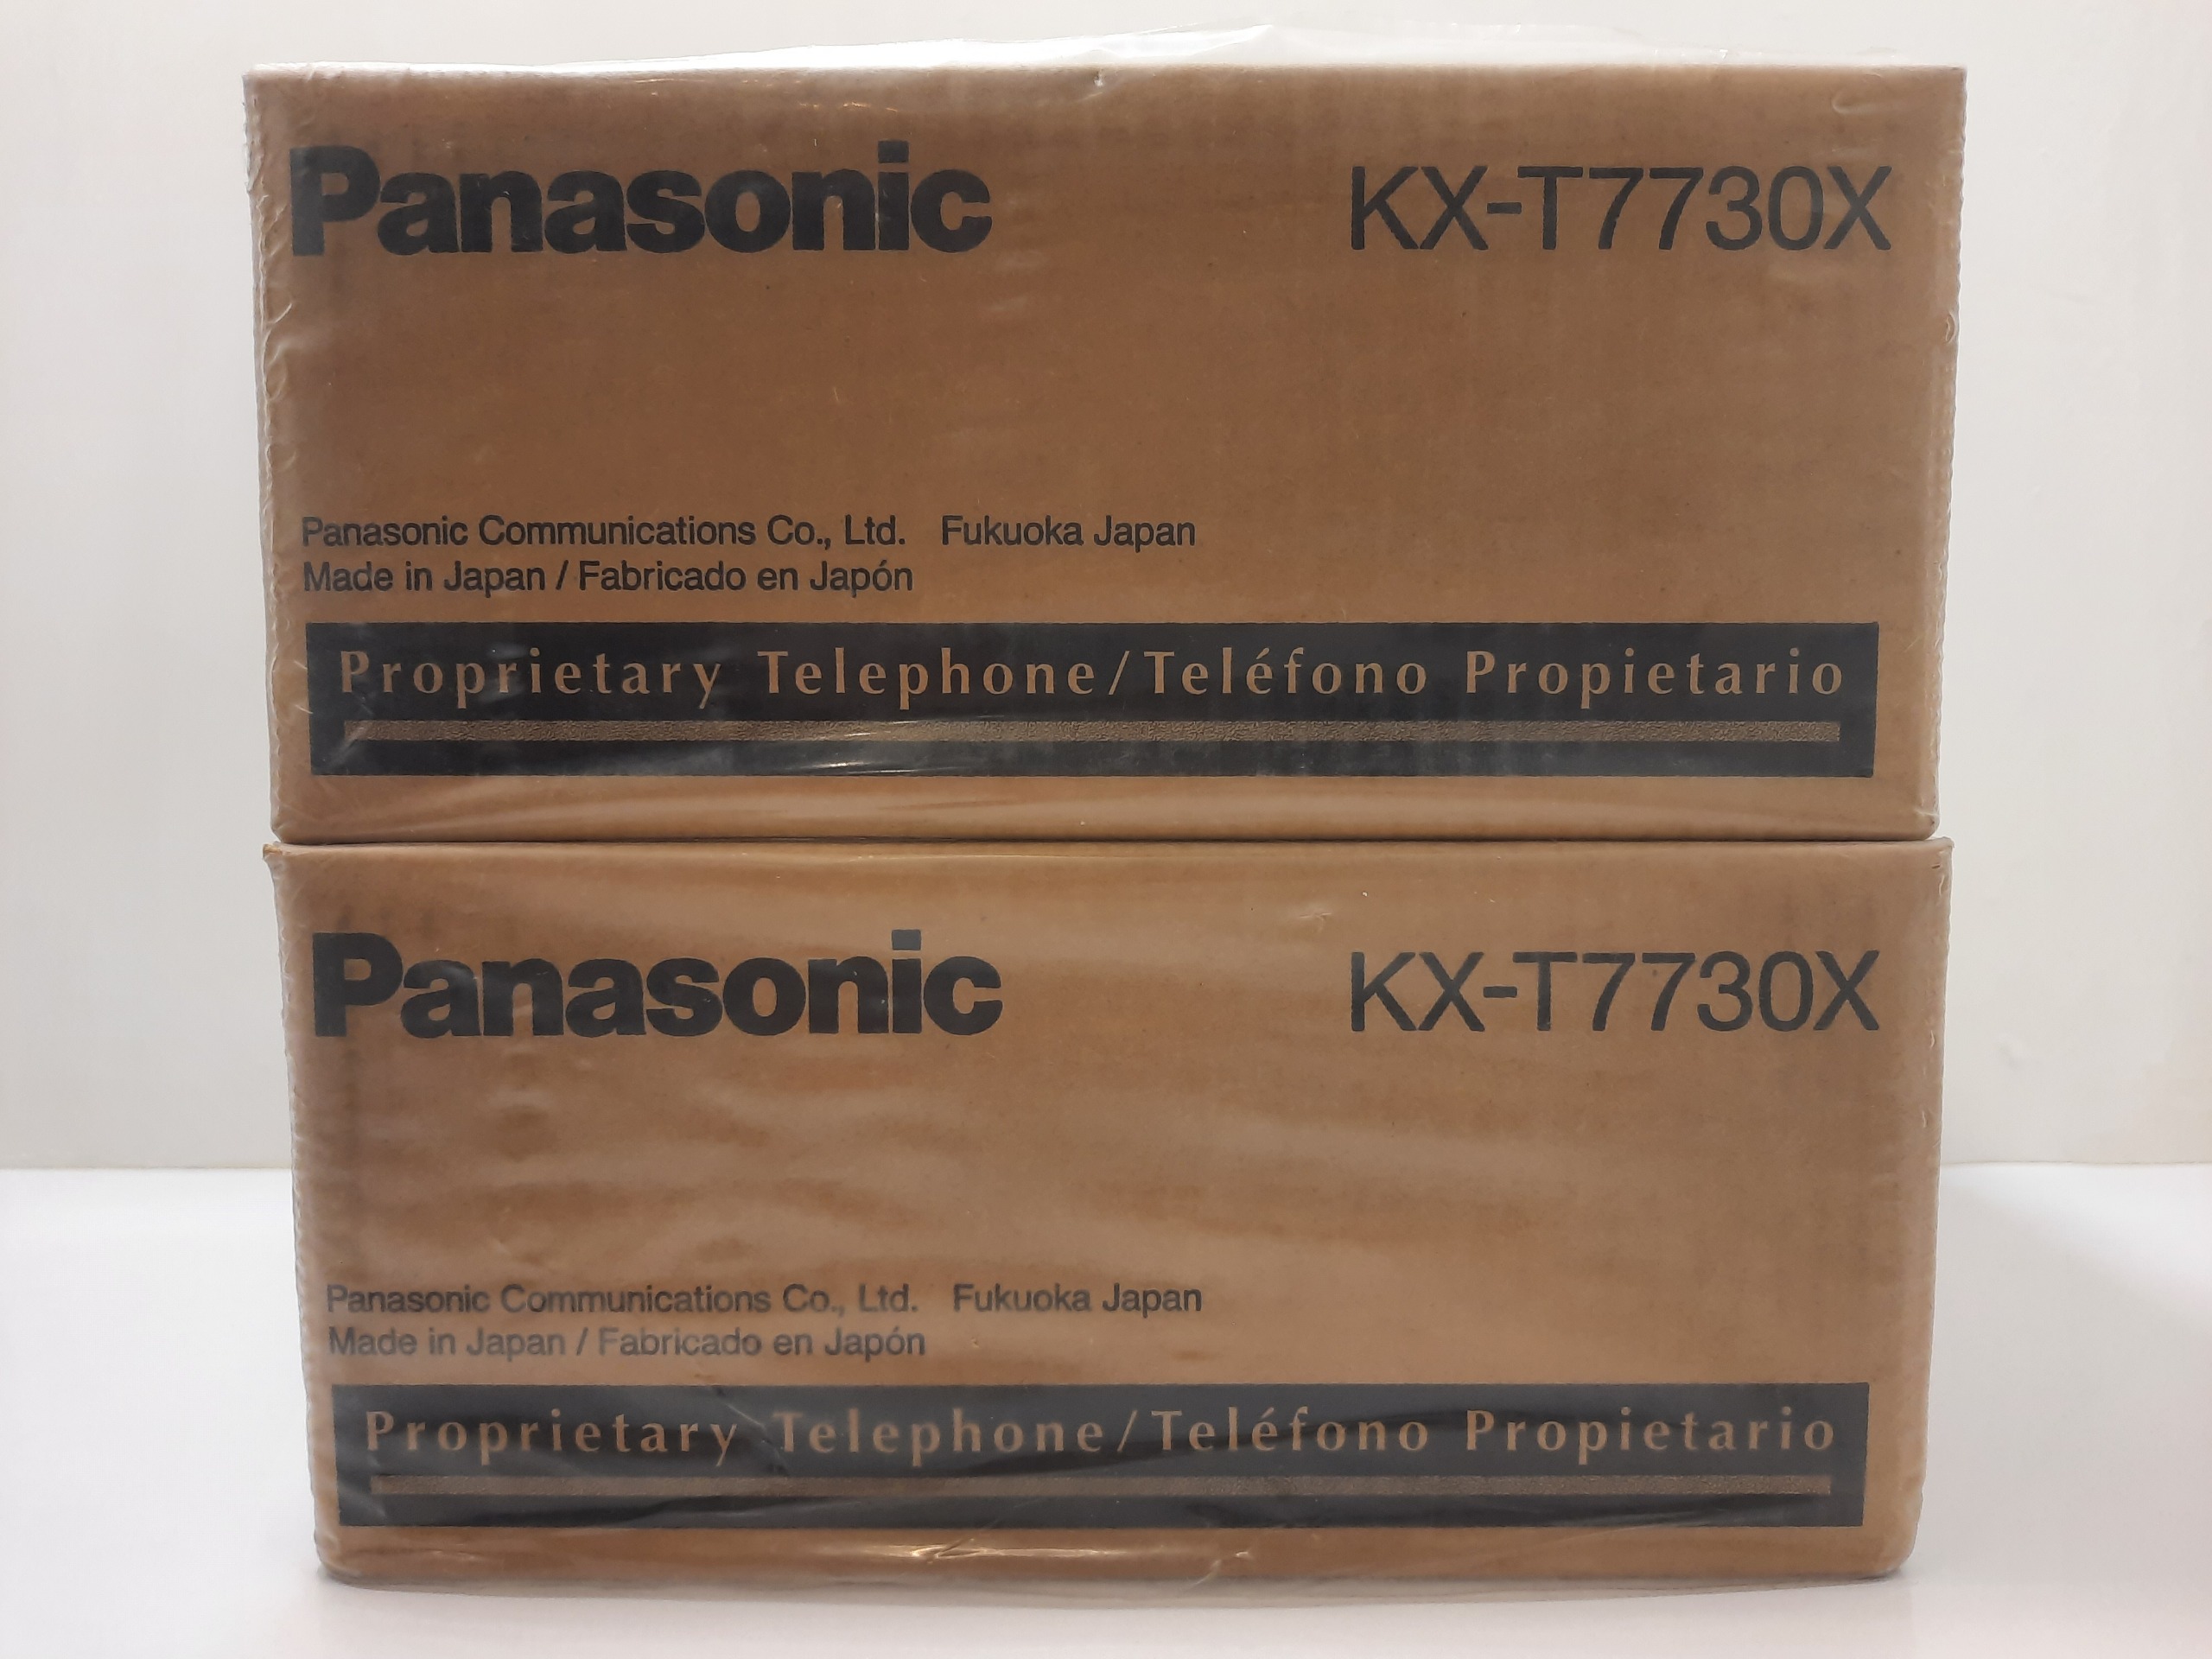 Panasonic KX-T7730X
Panasonic Communications Co., Ltd. Fukuoka Japan
Made in Japan / Fabricado en Japón
Proprietary Telephone/Teléfono Propietario
Panasonic KX-T7730X
Panasonic Communications Co., Ltd. Fukuoka Japan
Made in Japan / Fabricado en Japón
Proprietary Telephone/Teléfono Propietario